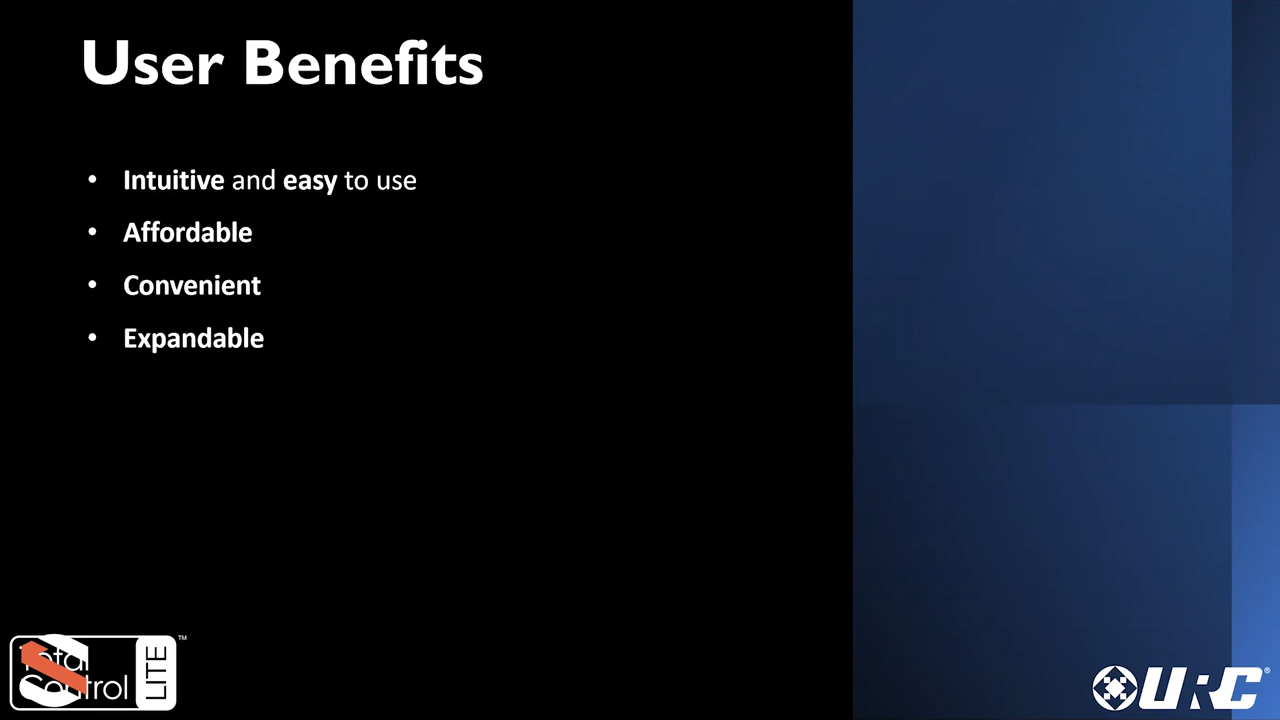 User Benefits
• Intuitive and easy to use
• Affordable
• Convenient
• Expandable
Total
Control
LITE
™
URC®